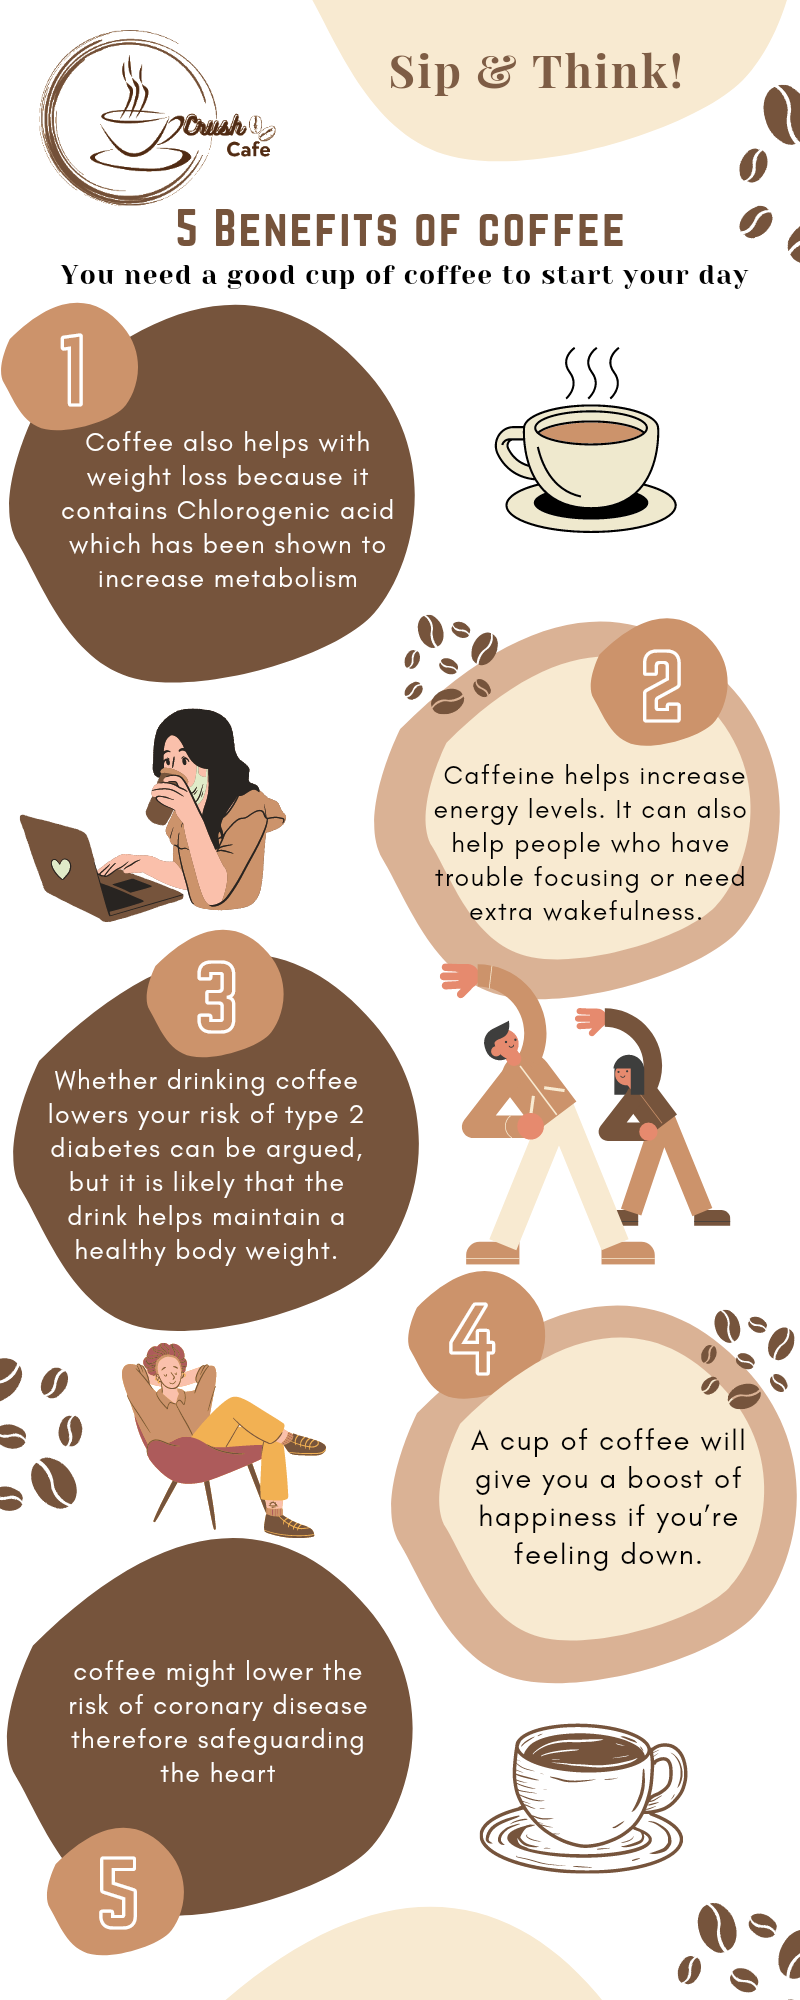 Sip & Think!
Crush
Cafe
5 BENEFITS OF COFFEE
You need a good cup of coffee to start your day
1
Coffee also helps with
weight loss because it
contains Chlorogenic acid
which has been shown to
increase metabolism
2
Caffeine helps increase
energy levels. It can also
help people who have
trouble focusing or need
extra wakefulness.
3
Whether drinking coffee
lowers your risk of type 2
diabetes can be argued,
but it is likely that the
drink helps maintain a
healthy body weight.
4
A cup of coffee will
give you a boost of
happiness if you’re
feeling down.
coffee might lower the
risk of coronary disease
therefore safeguarding
the heart
5